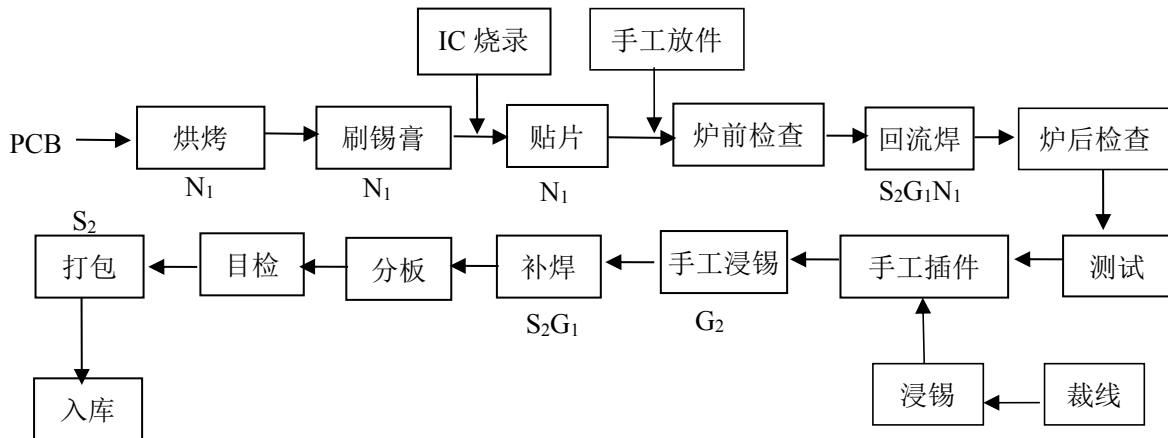 IC 烧录
手工放件
PCB
烘烤
刷锡膏
贴片
炉前检查
回流焊
炉后检查
N₁
N₁
N₁
S₂G₁N₁
S₂
打包
目检
分板
补焊
手工浸锡
手工插件
测试
S₂G₁
G₂
入库
浸锡
裁线